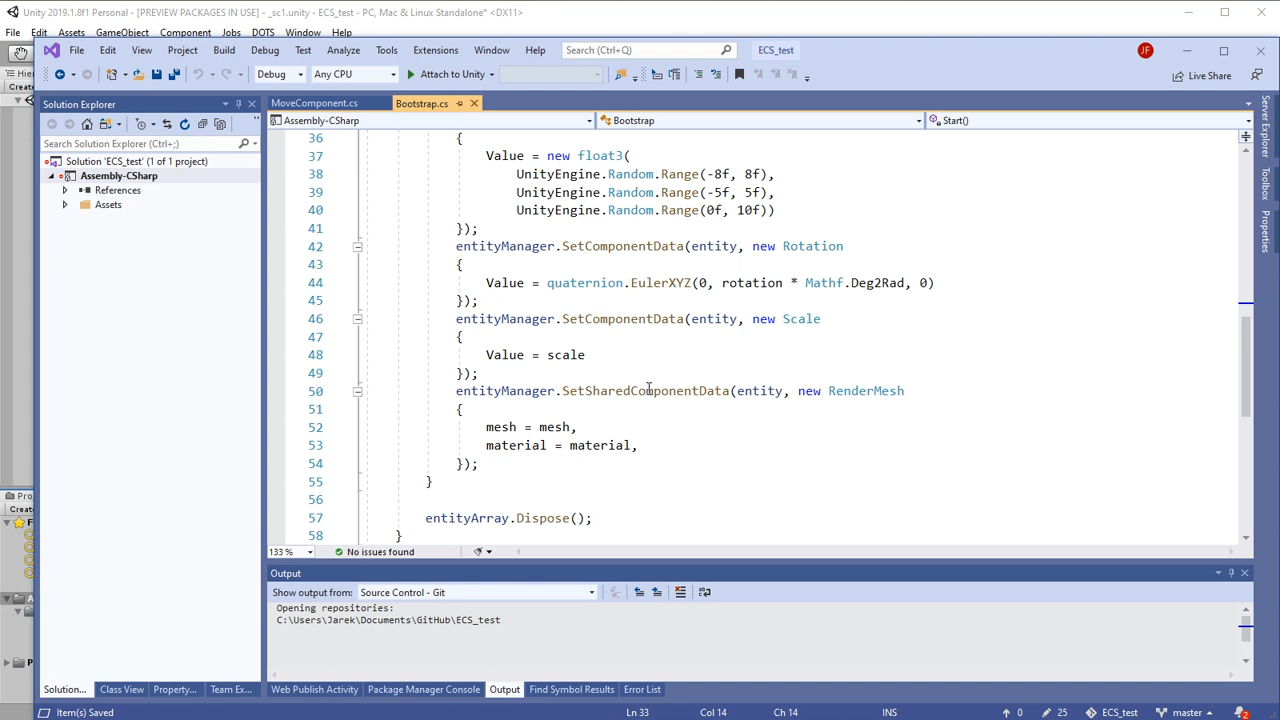 Unity 2019.1.8f1 Personal - [PREVIEW PACKAGES IN USE] - _sc1.unity - ECS_test - PC, Mac & Linux Standalone* <DX11>
File Edit Assets GameObject Component Jobs DOTS Window Help
File Edit View Project Build Debug Test Analyze Tools Extensions Window Help Search (Ctrl+Q) ECS_test JF
Debug Any CPU Attach to Unity Live Share
Solution Explorer
MoveComponent.cs Bootstrap.cs
Assembly-CSharp Bootstrap Start()
Search Solution Explorer (Ctrl+;)
Solution 'ECS_test' (1 of 1 project)
Assembly-CSharp
References
Assets
36 {
37 Value = new float3(
38 UnityEngine.Random.Range(-8f, 8f),
39 UnityEngine.Random.Range(-5f, 5f),
40 UnityEngine.Random.Range(0f, 10f))
41 });
42 entityManager.SetComponentData(entity, new Rotation
43 {
44 Value = quaternion.EulerXYZ(0, rotation * Mathf.Deg2Rad, 0)
45 });
46 entityManager.SetComponentData(entity, new Scale
47 {
48 Value = scale
49 });
50 entityManager.SetSharedComponentData(entity, new RenderMesh
51 {
52 mesh = mesh,
53 material = material,
54 });
55 }
56
57 entityArray.Dispose();
58 }
133 % No issues found
Server Explorer
Toolbox
Properties
Output
Show output from: Source Control - Git
Opening repositories:
C:\Users\Jarek\Documents\GitHub\ECS_test
Solution... Class View Property... Team Ex... Web Publish Activity Package Manager Console Output Find Symbol Results Error List
Item(s) Saved Ln 33 Col 14 Ch 14 INS 0 25 ECS_test master 2